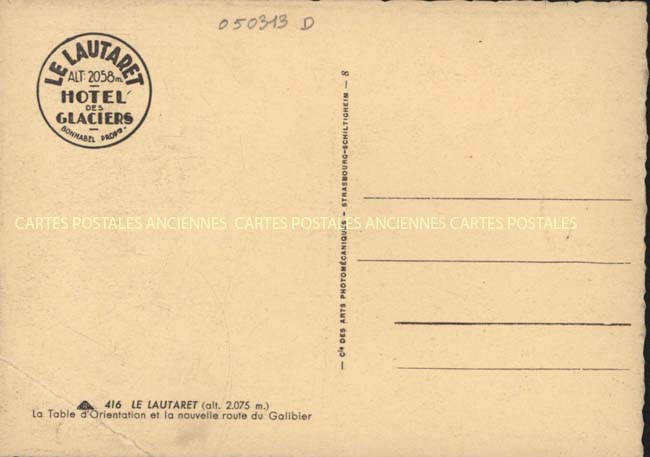 050313 D
LE LAUTARET
ALT: 2058m.
HOTEL
DES
GLACIERS
BONNABEL PROPRE
— Cie DES ARTS PHOTOMÉCANIQUES - STRASBOURG-SCHILTIGHEIM - 8
CARTES POSTALES ANCIENNES CARTES POSTALES ANCIENNES CARTES POSTALES
416 LE LAUTARET (alt. 2.075 m.)
La Table d'Orientation et la nouvelle route du Galibier